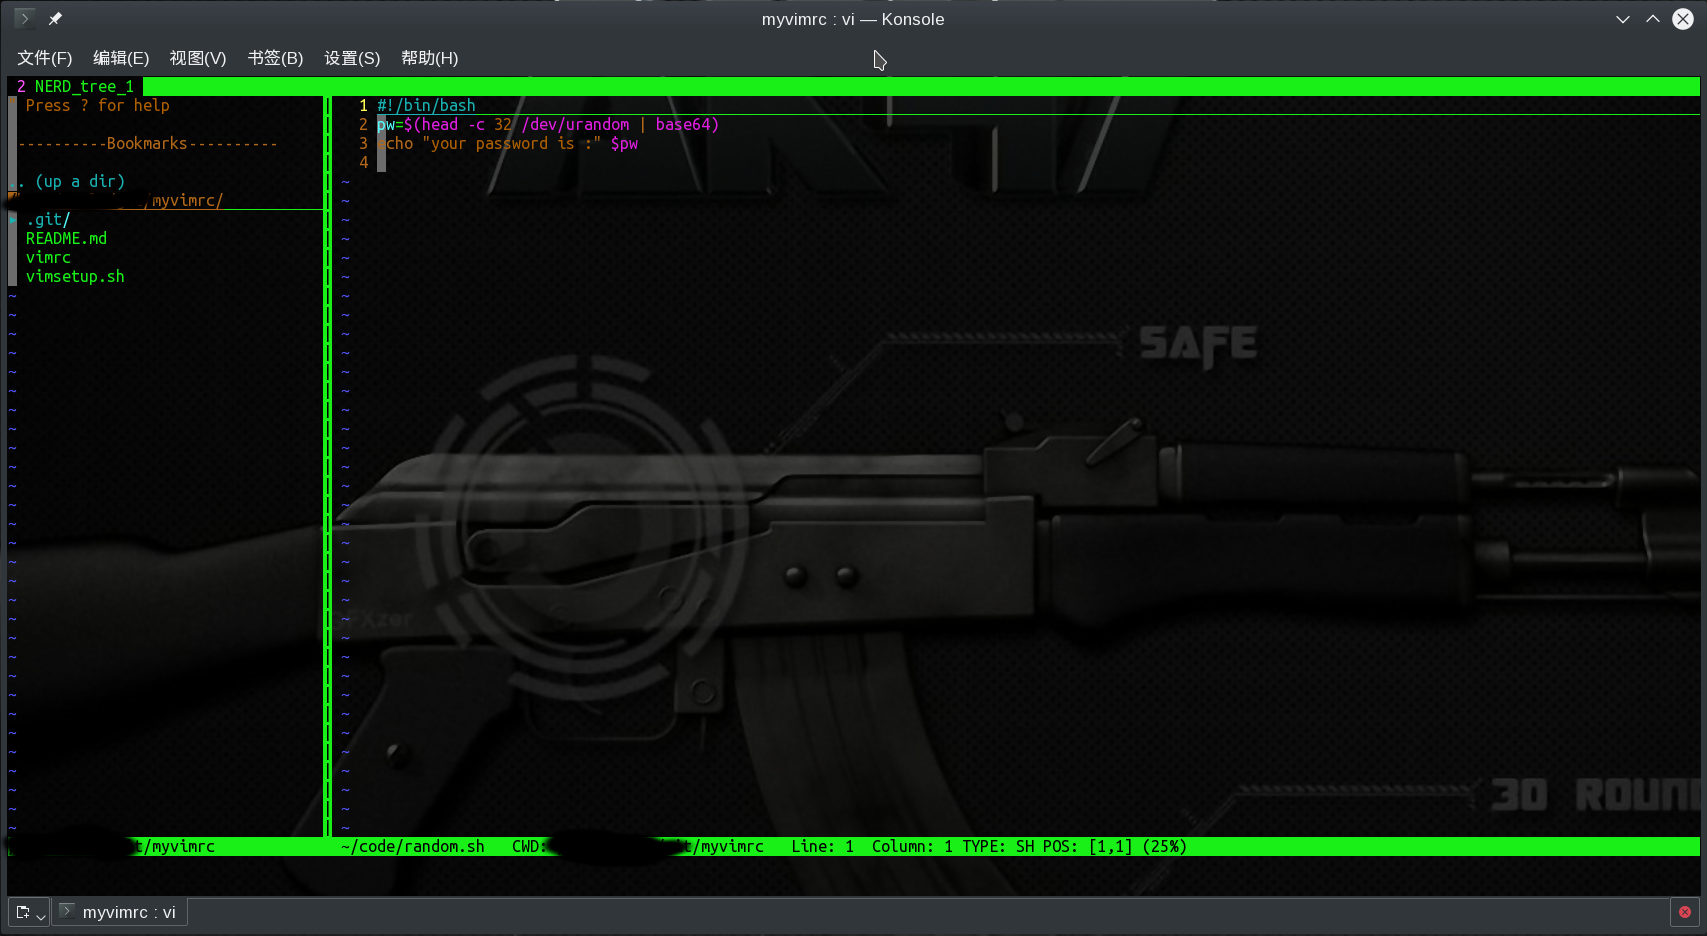 myvimrc : vi — Konsole
文件(F) 编辑(E) 视图(V) 书签(B) 设置(S) 帮助(H)
2 NERD_tree_1
Press ? for help
----------Bookmarks----------
.. (up a dir)
/myvimrc/
▸ .git/
README.md
vimrc
vimsetup.sh
1 #!/bin/bash
2 pw=$(head -c 32 /dev/urandom | base64)
3 echo "your password is :" $pw
4
SAFE
GFXzer
30 ROUN
t/myvimrc
~/code/random.sh CWD: t/myvimrc Line: 1 Column: 1 TYPE: SH POS: [1,1] (25%)
myvimrc : vi